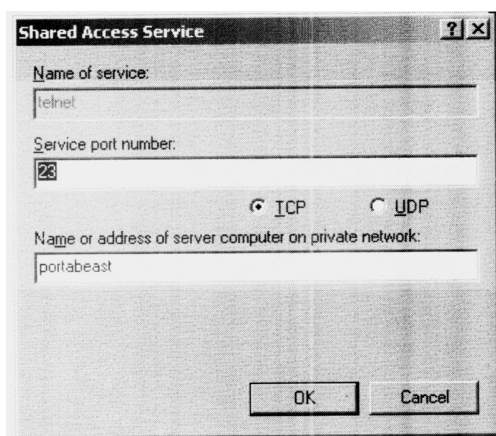 Shared Access Service
Name of service:
telnet
Service port number:
23
TCP UDP
Name or address of server computer on private network:
portabeast
OK Cancel